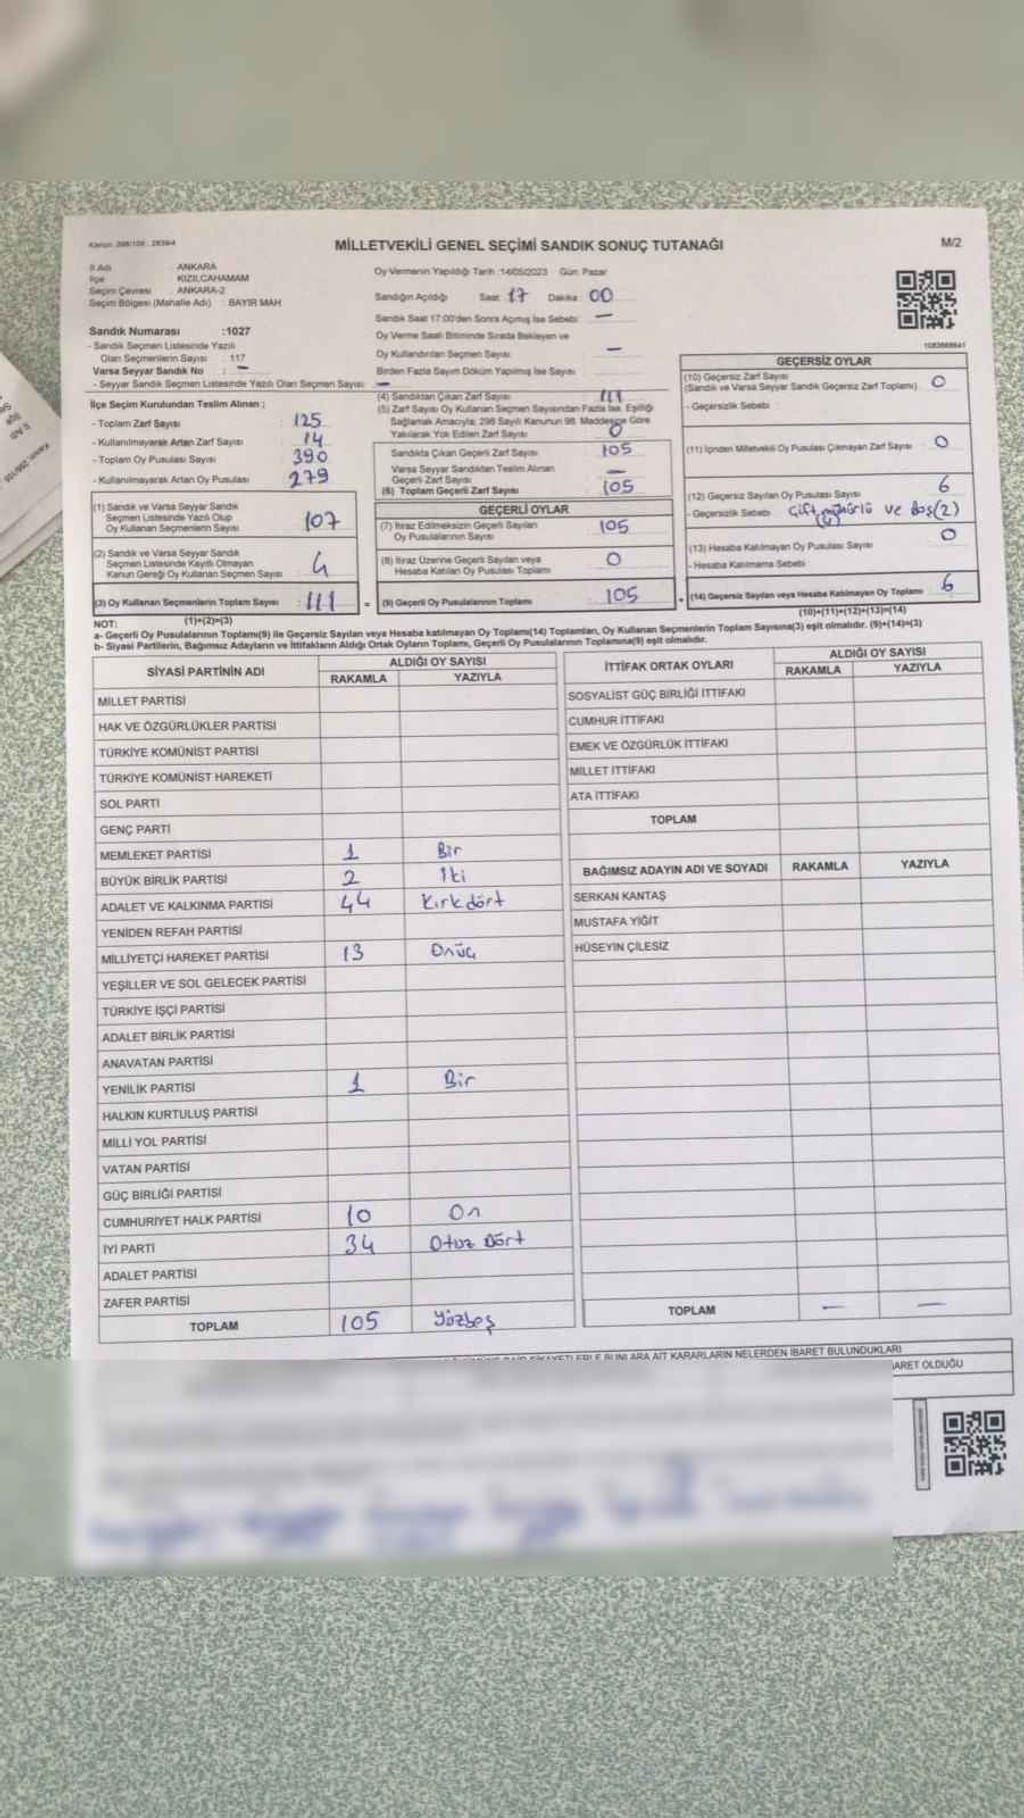 Kanun: 298/105 - 2839/4
MİLLETVEKİLİ GENEL SEÇİMİ SANDIK SONUÇ TUTANAĞI
M/2
İl Adı : ANKARA
İlçe : KIZILCAHAMAM
Seçim Çevresi : ANKARA-2
Seçim Bölgesi (Mahalle Adı) : BAYIR MAH
Oy Vermenin Yapıldığı Tarih :14/05/2023 Gün: Pazar
Sandığın Açıldığı Saat: 17 Dakika: 00
Sandık Saat 17:00'den Sonra Açılmış İse Sebebi: —
Oy Verme Saati Bitiminde Sırada Bekleyen ve
Oy Kullandırılan Seçmen Sayısı —
Birden Fazla Sayım Döküm Yapılmış İse Sayısı
Sandık Numarası :1027
- Sandık Seçmen Listesinde Yazılı
Olan Seçmenlerin Sayısı : 117
Varsa Seyyar Sandık No : —
- Seyyar Sandık Seçmen Listesinde Yazılı Olan Seçmen Sayısı: —
İlçe Seçim Kurulundan Teslim Alınan ;
- Toplam Zarf Sayısı : 125
- Kullanılmayarak Artan Zarf Sayısı : 14
- Toplam Oy Pusulası Sayısı : 390
- Kullanılmayarak Artan Oy Pusulası : 279
(1) Sandık ve Varsa Seyyar Sandık
Seçmen Listesinde Yazılı Olup
Oy Kullanan Seçmenlerin Sayısı : 107
(2) Sandık ve Varsa Seyyar Sandık
Seçmen Listesinde Kayıtlı Olmayan
Kanun Gereği Oy Kullanan Seçmen Sayısı : 4
(3) Oy Kullanan Seçmenlerin Toplam Sayısı : 111
(1)+(2)=(3)
(4) Sandıktan Çıkan Zarf Sayısı 111
(5) Zarf Sayısı Oy Kullanan Seçmen Sayısından Fazla İse, Eşitliği
Sağlamak Amacıyla; 298 Sayılı Kanunun 98. Maddesine Göre
Yakılarak Yok Edilen Zarf Sayısı 0
Sandıkta Çıkan Geçerli Zarf Sayısı 105
Varsa Seyyar Sandıktan Teslim Alınan
Geçerli Zarf Sayısı —
(6) Toplam Geçerli Zarf Sayısı 105
GEÇERLİ OYLAR
(7) İtiraz Edilmeksizin Geçerli Sayılan
Oy Pusulalarının Sayısı 105
(8) İtiraz Üzerine Geçerli Sayılan veya
Hesaba Katılan Oy Pusulaları Toplamı 0
= (9) Geçerli Oy Pusulalarının Toplamı 105
1083668641
GEÇERSİZ OYLAR
(10) Geçersiz Zarf Sayısı
(Sandık ve Varsa Seyyar Sandık Geçersiz Zarf Toplamı) 0
- Geçersizlik Sebebi :
(11) İçinden Milletvekili Oy Pusulası Çıkmayan Zarf Sayısı 0
(12) Geçersiz Sayılan Oy Pusulası Sayısı 6
- Geçersizlik Sebebi Çift mühürlü ve Boş(2)
(4)
(13) Hesaba Katılmayan Oy Pusulası Sayısı 0
- Hesaba Katılmama Sebebi
+ (14) Geçersiz Sayılan veya Hesaba Katılmayan Oy Toplamı 6
(10)+(11)+(12)+(13)=(14)
NOT:
a- Geçerli Oy Pusulalarının Toplamı(9) ile Geçersiz Sayılan veya Hesaba katılmayan Oy Toplamı(14) Toplamları, Oy Kullanan Seçmenlerin Toplam Sayısına(3) eşit olmalıdır. (9)+(14)=(3)
b- Siyasi Partilerin, Bağımsız Adayların ve İttifakların Aldığı Ortak Oyların Toplamı, Geçerli Oy Pusulalarının Toplamına(9) eşit olmalıdır.
SİYASİ PARTİNİN ADI ALDIĞI OY SAYISI
RAKAMLA YAZIYLA
MİLLET PARTİSİ
HAK VE ÖZGÜRLÜKLER PARTİSİ
TÜRKİYE KOMÜNİST PARTİSİ
TÜRKİYE KOMÜNİST HAREKETİ
SOL PARTİ
GENÇ PARTİ
MEMLEKET PARTİSİ 1 Bir
BÜYÜK BİRLİK PARTİSİ 2 İki
ADALET VE KALKINMA PARTİSİ 44 Kırkdört
YENİDEN REFAH PARTİSİ
MİLLİYETÇİ HAREKET PARTİSİ 13 Onüç
YEŞİLLER VE SOL GELECEK PARTİSİ
TÜRKİYE İŞÇİ PARTİSİ
ADALET BİRLİK PARTİSİ
ANAVATAN PARTİSİ
YENİLİK PARTİSİ 1 Bir
HALKIN KURTULUŞ PARTİSİ
MİLLİ YOL PARTİSİ
VATAN PARTİSİ
GÜÇ BİRLİĞİ PARTİSİ
CUMHURİYET HALK PARTİSİ 10 On
İYİ PARTİ 34 Otuz Dört
ADALET PARTİSİ
ZAFER PARTİSİ
TOPLAM 105 Yüzbeş
İTTİFAK ORTAK OYLARI ALDIĞI OY SAYISI
RAKAMLA YAZIYLA
SOSYALİST GÜÇ BİRLİĞİ İTTİFAKI
CUMHUR İTTİFAKI
EMEK VE ÖZGÜRLÜK İTTİFAKI
MİLLET İTTİFAKI
ATA İTTİFAKI
TOPLAM
BAĞIMSIZ ADAYIN ADI VE SOYADI RAKAMLA YAZIYLA
SERKAN KANTAŞ
MUSTAFA YİĞİT
HÜSEYİN ÇİLESİZ
TOPLAM — —
BUNLARA AİT KARARLARIN NELERDEN İBARET BULUNDUKLARI
ARET OLDUĞU